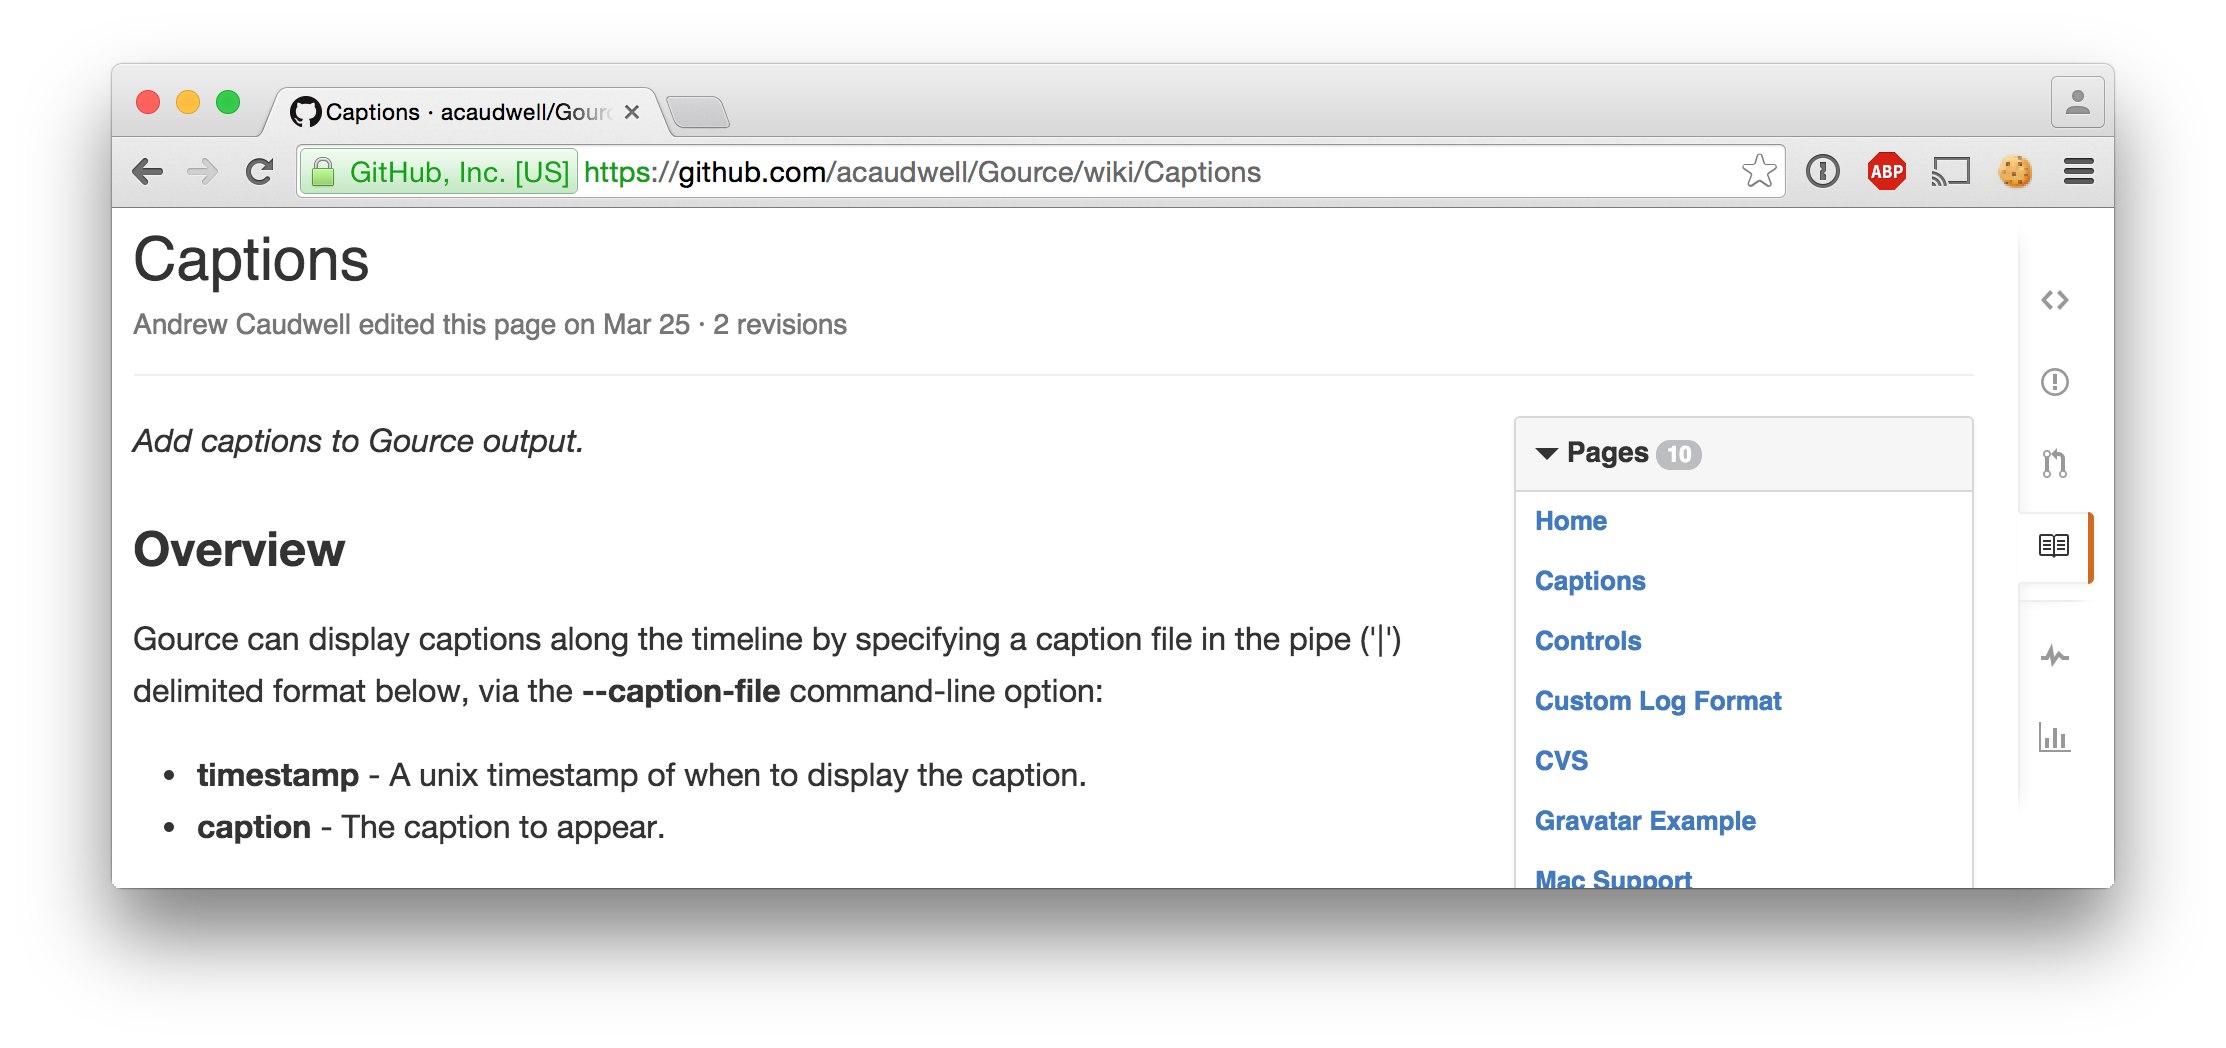 Captions · acaudwell/Gourc
GitHub, Inc. [US] https://github.com/acaudwell/Gource/wiki/Captions
ABP
Captions
Andrew Caudwell edited this page on Mar 25 · 2 revisions
Add captions to Gource output.
Overview
Gource can display captions along the timeline by specifying a caption file in the pipe ('|')
delimited format below, via the --caption-file command-line option:
• timestamp - A unix timestamp of when to display the caption.
• caption - The caption to appear.
Pages 10
Home
Captions
Controls
Custom Log Format
CVS
Gravatar Example
Mac Support